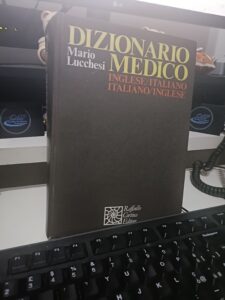 DIZIONARIO
Mario MEDICO
Lucchesi INGLESE/ITALIANO
ITALIANO/INGLESE
Raffaello
Cortina
Editore